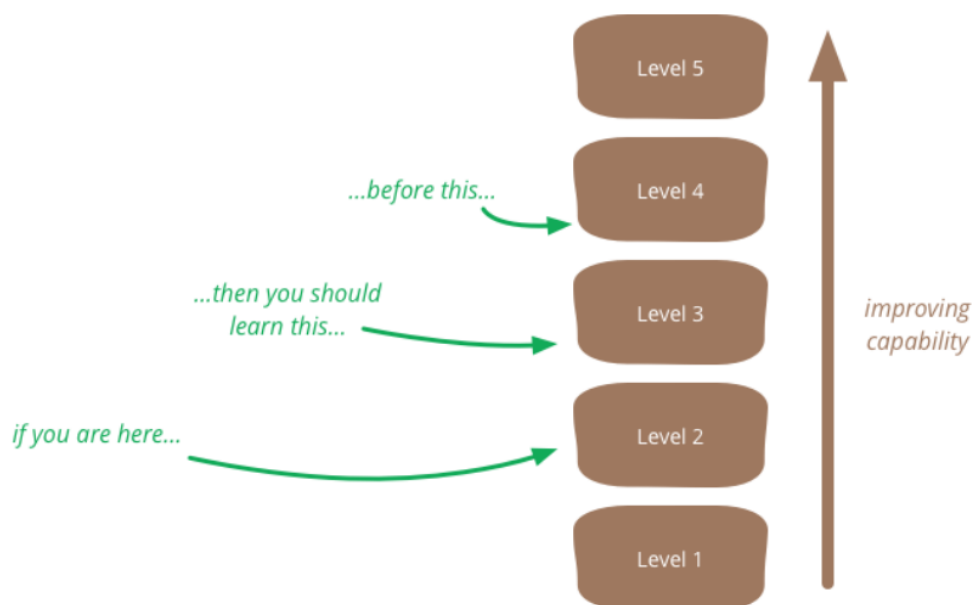 Level 5
...before this...
Level 4
...then you should
learn this...
Level 3
improving
capability
if you are here...
Level 2
Level 1